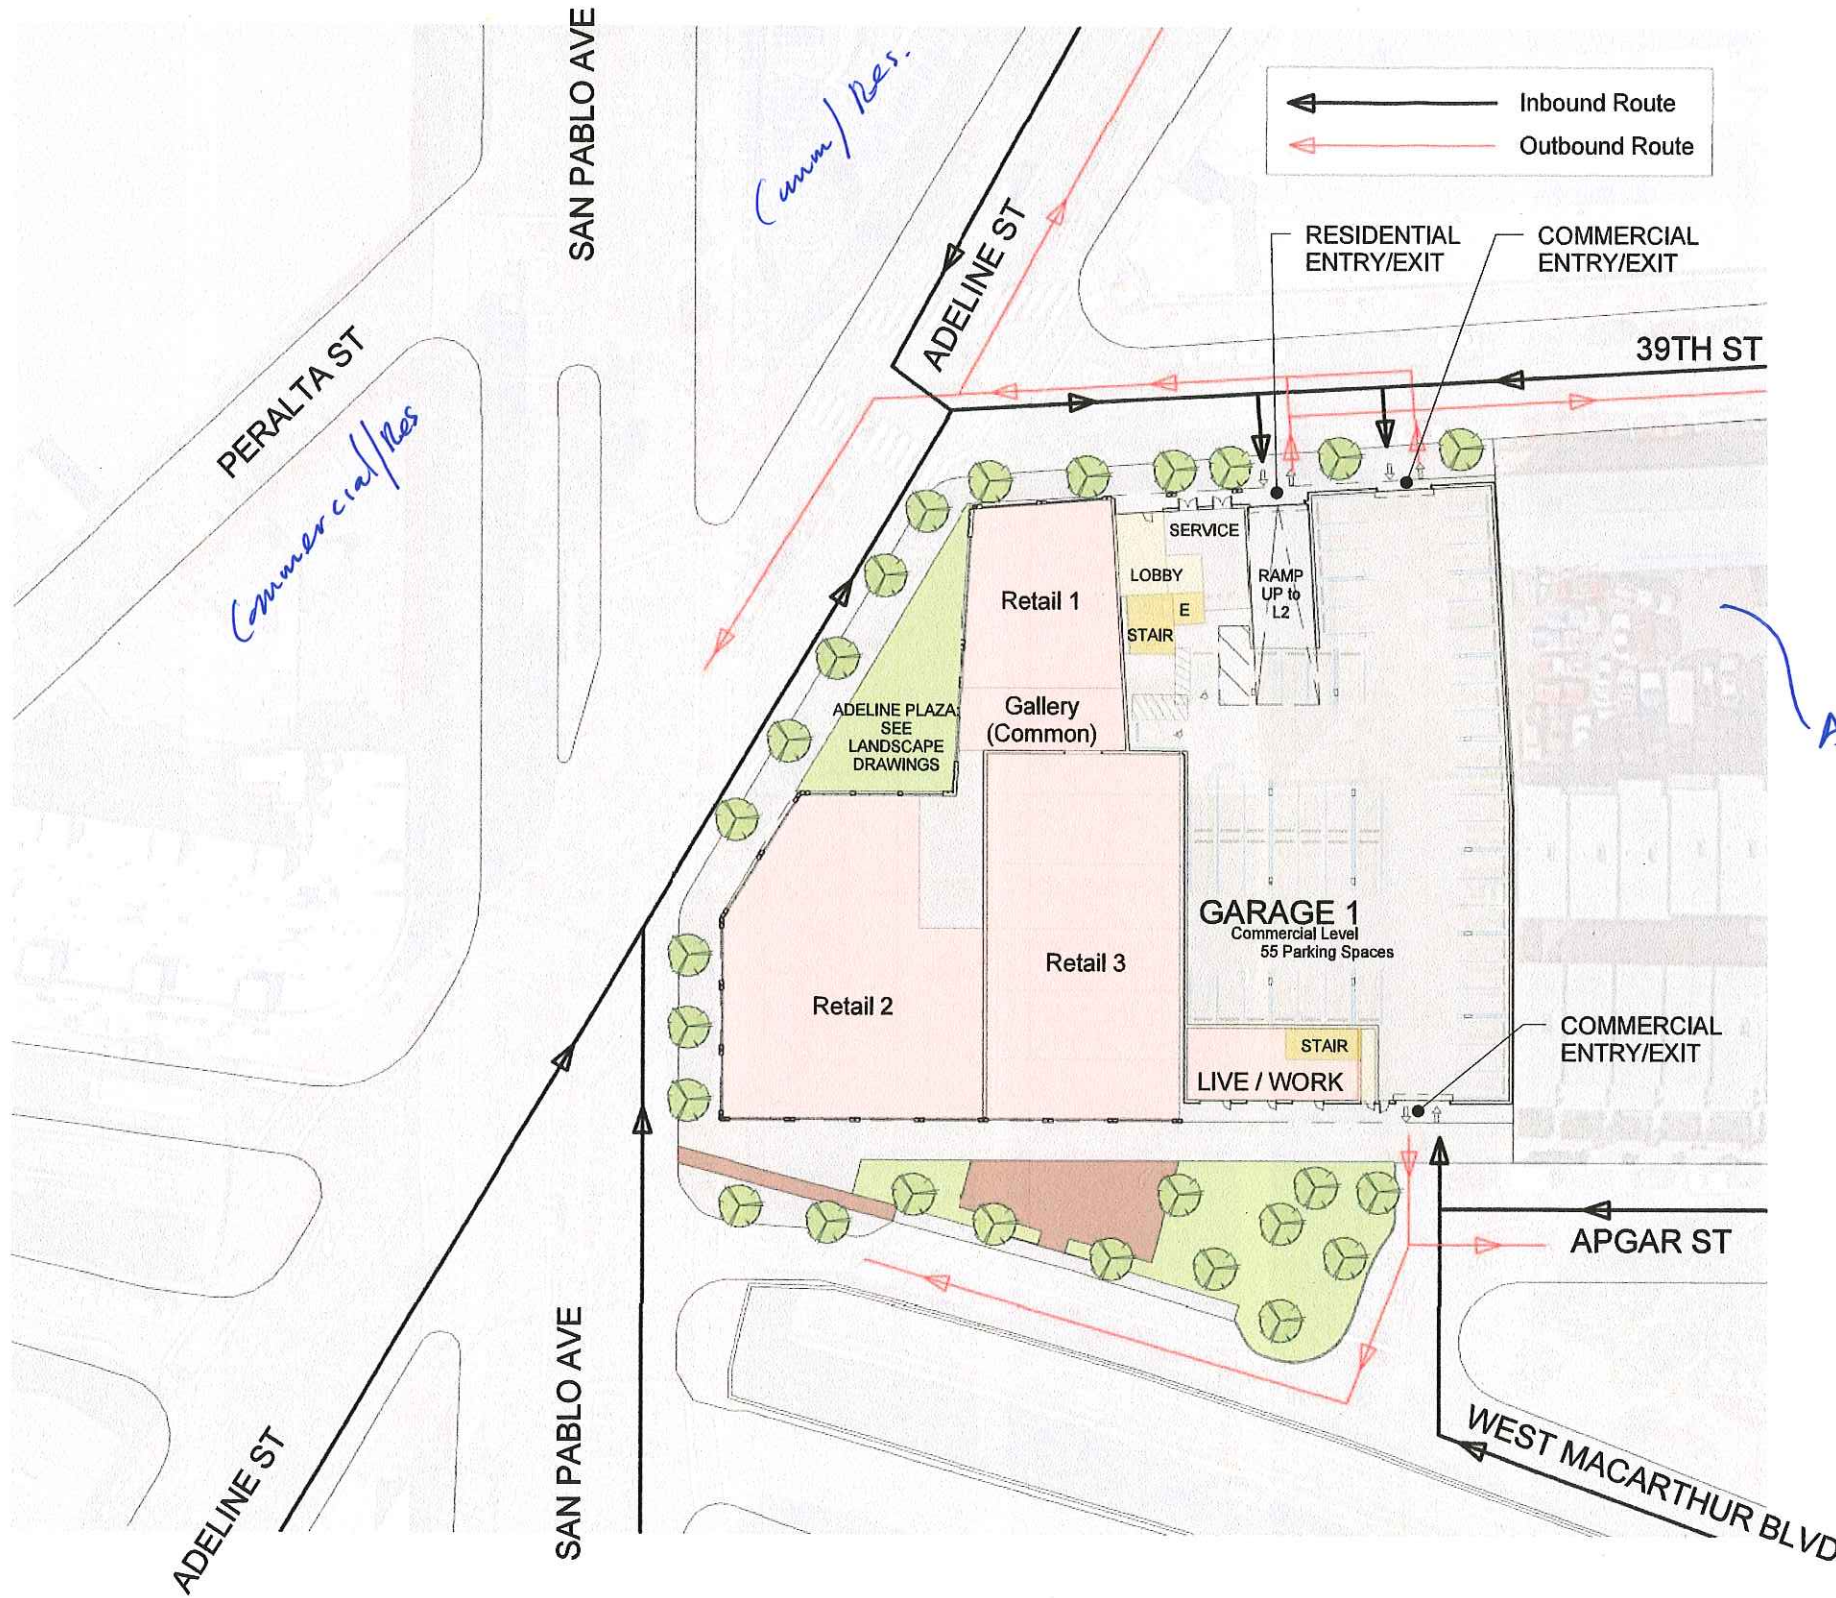 SAN PABLO AVE
Comm/Res.
Inbound Route
Outbound Route
RESIDENTIAL
ENTRY/EXIT
COMMERCIAL
ENTRY/EXIT
ADELINE ST
39TH ST
PERALTA ST
Commercial/Res
SERVICE
LOBBY
RAMP
UP to
L2
E
STAIR
Retail 1
Gallery
(Common)
ADELINE PLAZA:
SEE
LANDSCAPE
DRAWINGS
A
GARAGE 1
Commercial Level
55 Parking Spaces
Retail 3
Retail 2
COMMERCIAL
ENTRY/EXIT
STAIR
LIVE / WORK
APGAR ST
SAN PABLO AVE
ADELINE ST
WEST MACARTHUR BLVD